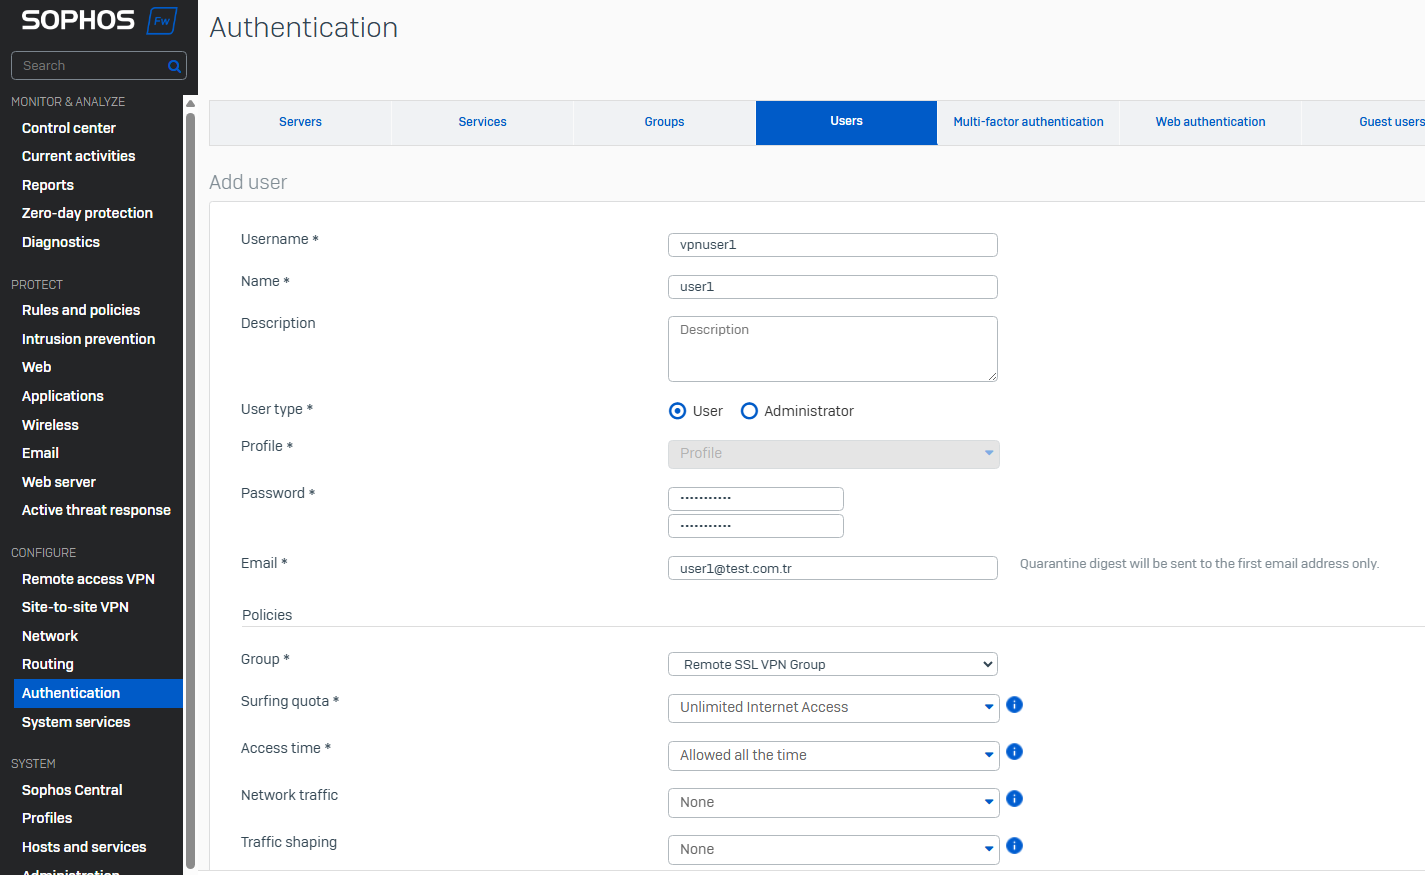 SOPHOS Fw
Search
MONITOR & ANALYZE
Control center
Current activities
Reports
Zero-day protection
Diagnostics
PROTECT
Rules and policies
Intrusion prevention
Web
Applications
Wireless
Email
Web server
Active threat response
CONFIGURE
Remote access VPN
Site-to-site VPN
Network
Routing
Authentication
System services
SYSTEM
Sophos Central
Profiles
Hosts and services
Administration
Authentication
Servers Services Groups Users Multi-factor authentication Web authentication Guest users
Add user
Username * vpnuser1
Name * user1
Description Description
User type * User Administrator
Profile * Profile
Password * •••••••••••
•••••••••••
Email * user1@test.com.tr Quarantine digest will be sent to the first email address only.
Policies
Group * Remote SSL VPN Group
Surfing quota * Unlimited Internet Access
Access time * Allowed all the time
Network traffic None
Traffic shaping None